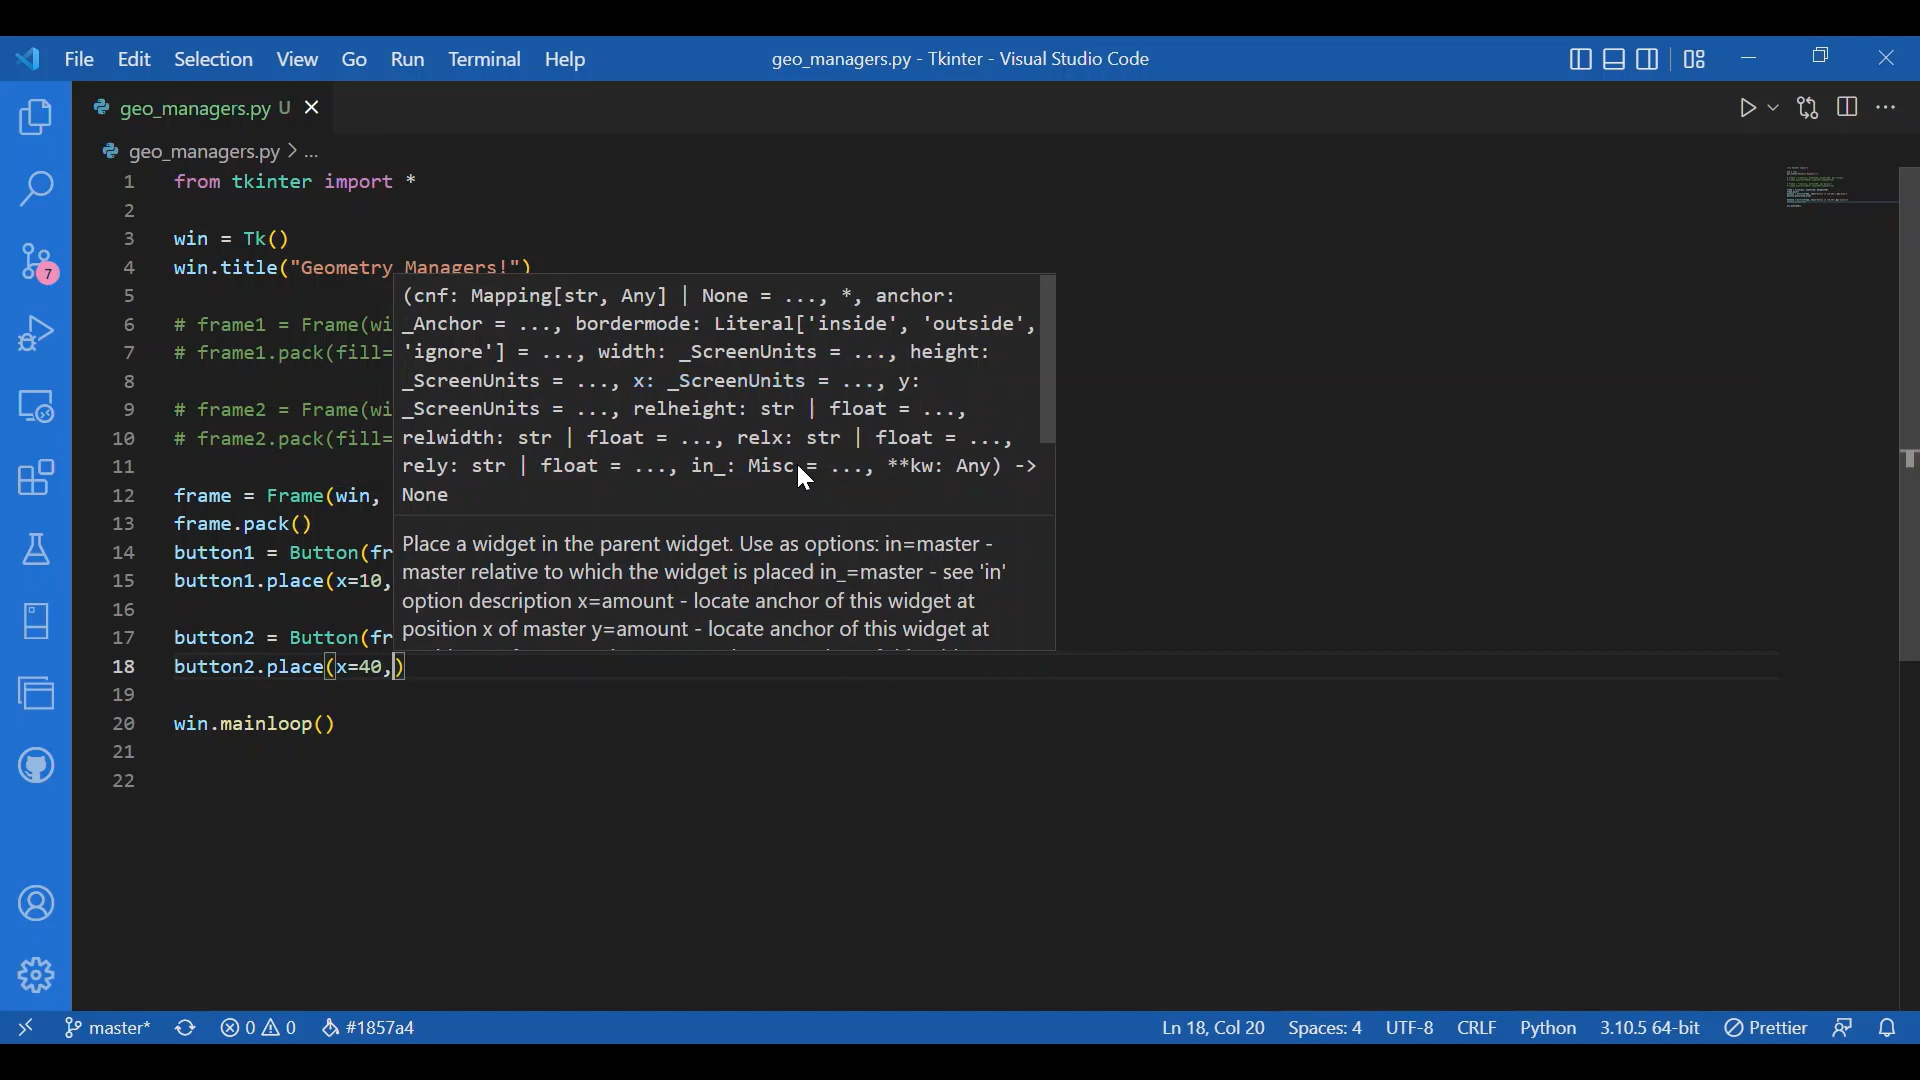 File Edit Selection View Go Run Terminal Help
geo_managers.py - Tkinter - Visual Studio Code
geo_managers.py U
geo_managers.py > ...
1 from tkinter import *
2
3 win = Tk()
4 win.title("Geometry Managers!")
5
6 # frame1 = Frame(wi
7 # frame1.pack(fill=
8
9 # frame2 = Frame(wi
10 # frame2.pack(fill=
11
12 frame = Frame(win,
13 frame.pack()
14 button1 = Button(fr
15 button1.place(x=10,
16
17 button2 = Button(fr
18 button2.place(x=40,)
19
20 win.mainloop()
21
22
(cnf: Mapping[str, Any] | None = ..., *, anchor:
_Anchor = ..., bordermode: Literal['inside', 'outside',
'ignore'] = ..., width: _ScreenUnits = ..., height:
_ScreenUnits = ..., x: _ScreenUnits = ..., y:
_ScreenUnits = ..., relheight: str | float = ...,
relwidth: str | float = ..., relx: str | float = ...,
rely: str | float = ..., in_: Misc = ..., **kw: Any) ->
None
Place a widget in the parent widget. Use as options: in=master -
master relative to which the widget is placed in_=master - see 'in'
option description x=amount - locate anchor of this widget at
position x of master y=amount - locate anchor of this widget at
7
master* 0 0 #1857a4
Ln 18, Col 20 Spaces: 4 UTF-8 CRLF Python 3.10.5 64-bit Prettier